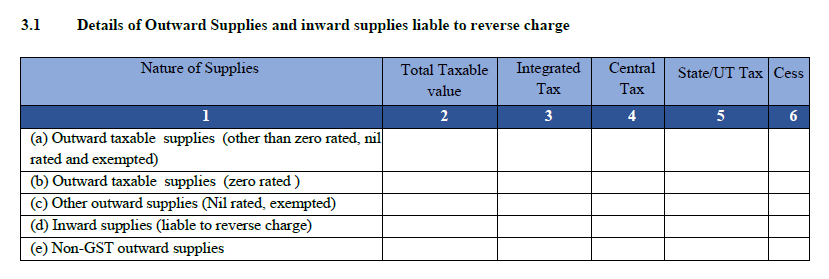 3.1 Details of Outward Supplies and inward supplies liable to reverse charge
Nature of Supplies Total Taxable value Integrated Tax Central Tax State/UT Tax Cess
1 2 3 4 5 6
(a) Outward taxable supplies (other than zero rated, nil
rated and exempted)
(b) Outward taxable supplies (zero rated )
(c) Other outward supplies (Nil rated, exempted)
(d) Inward supplies (liable to reverse charge)
(e) Non-GST outward supplies